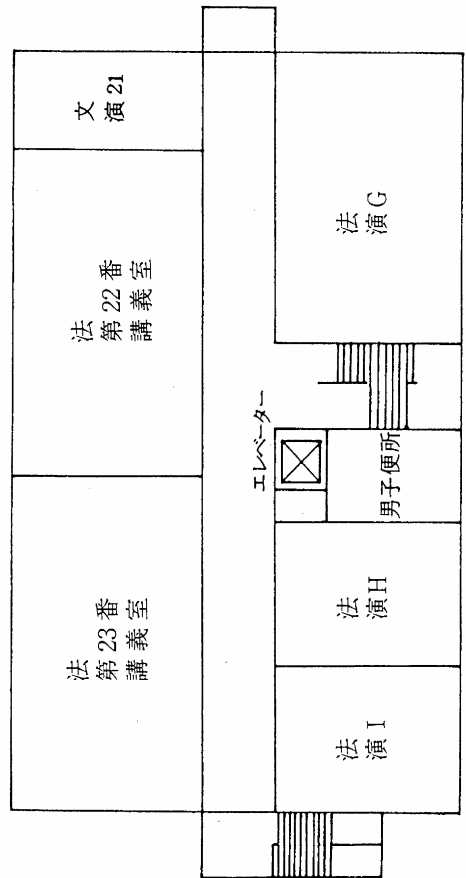 文
演21
法
第22番
講義室
法
第23番
講義室
エレベーター
法
演G
男子便所
法
演H
法
演I